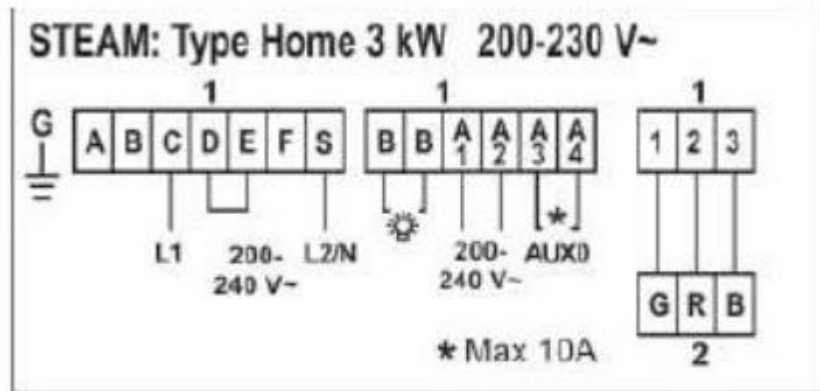 STEAM: Type Home 3 kW 200-230 V~
1 1 1
G A B C D E F S B B A1 A2 A3 A4 1 2 3
*
L1 200-240 V~ L2/N 200-240 V~ AUX0
G R B
* Max 10A 2